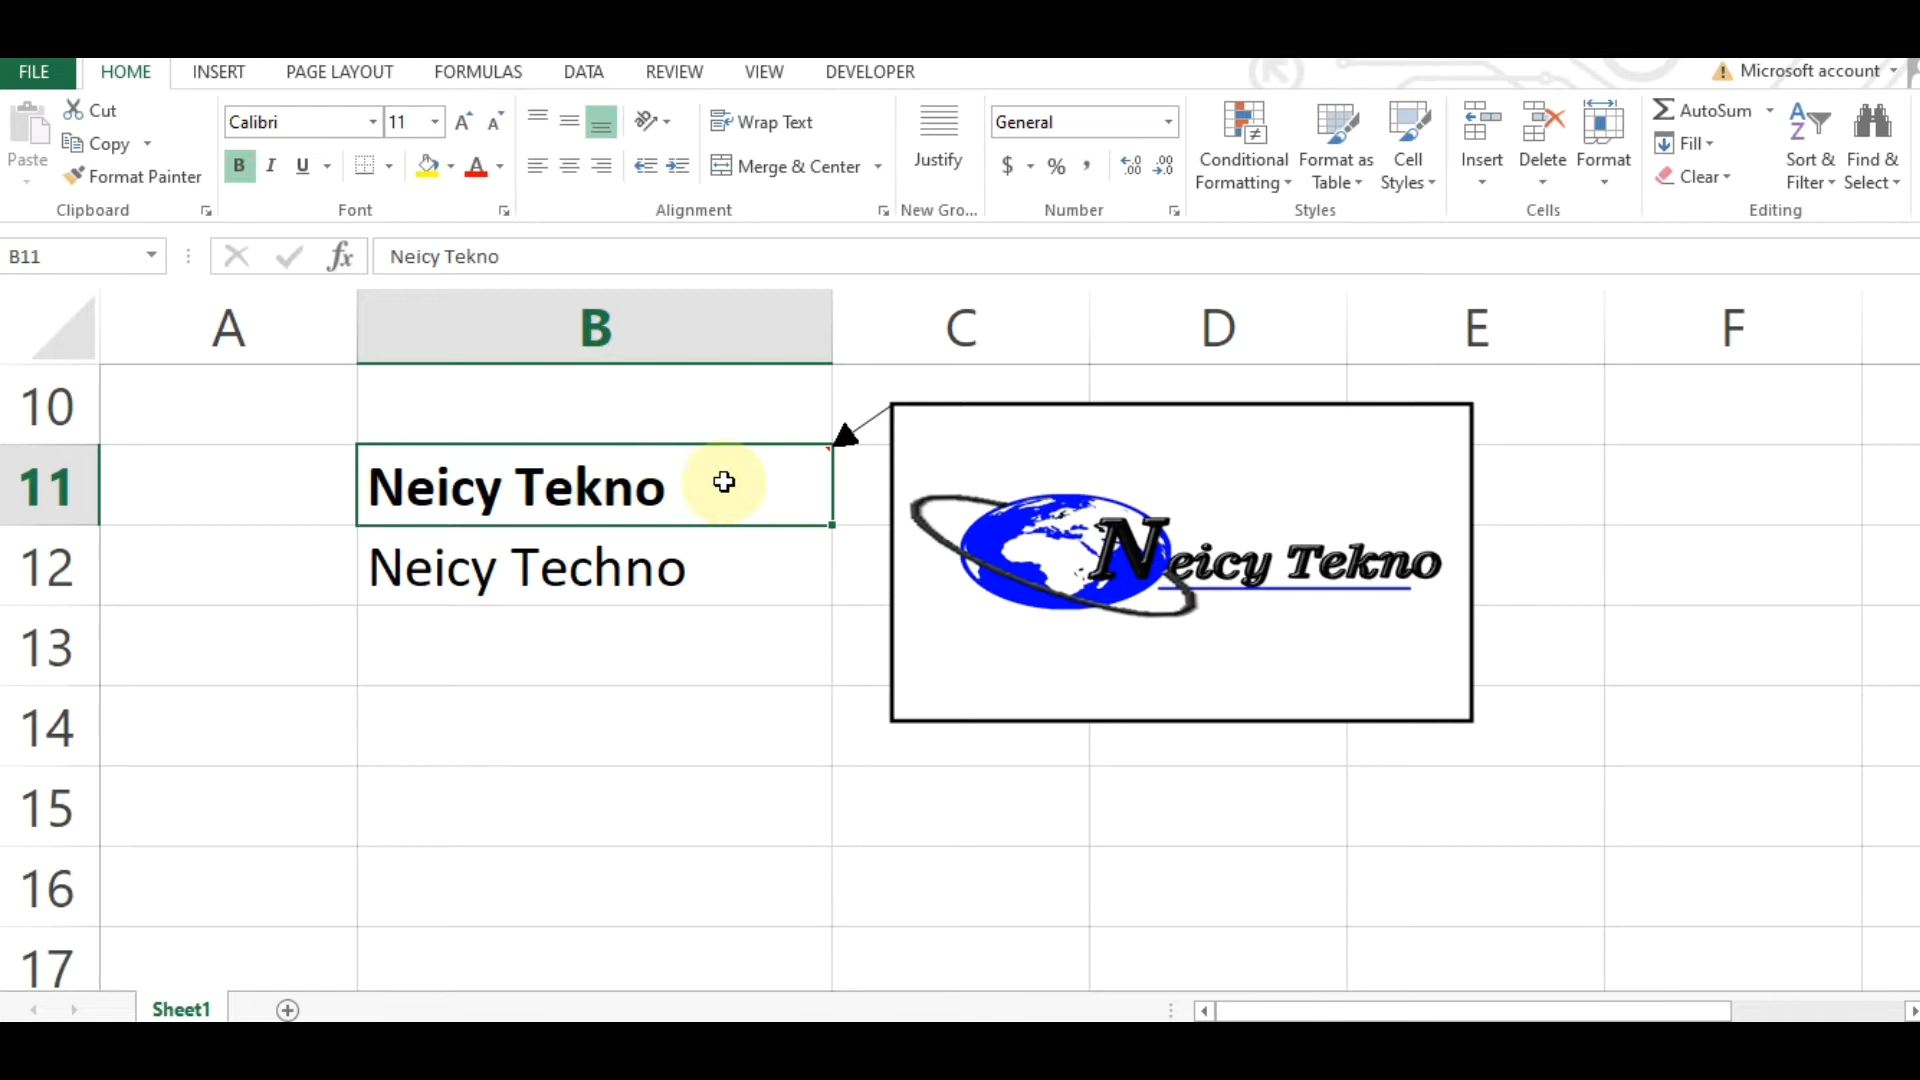 FILE HOME INSERT PAGE LAYOUT FORMULAS DATA REVIEW VIEW DEVELOPER Microsoft account
Cut Calibri 11 Wrap Text General AutoSum
Copy Fill
Paste Format Painter B I U Merge & Center Justify $ % , .00 Conditional Formatting Format as Table Cell Styles Insert Delete Format Clear Sort & Filter Find & Select
Clipboard Font Alignment New Gro... Number Styles Cells Editing
B11 fx Neicy Tekno
A B C D E F
10
11 Neicy Tekno
12 Neicy Techno
Neicy Tekno
13
14
15
16
17
Sheet1